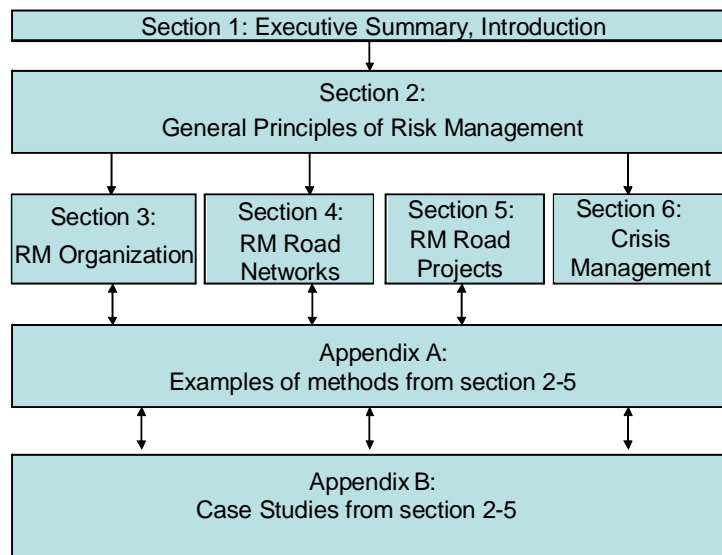 Section 1: Executive Summary, Introduction
Section 2:
General Principles of Risk Management
Section 3:
RM Organization
Section 4:
RM Road
Networks
Section 5:
RM Road
Projects
Section 6:
Crisis
Management
Appendix A:
Examples of methods from section 2-5
Appendix B:
Case Studies from section 2-5